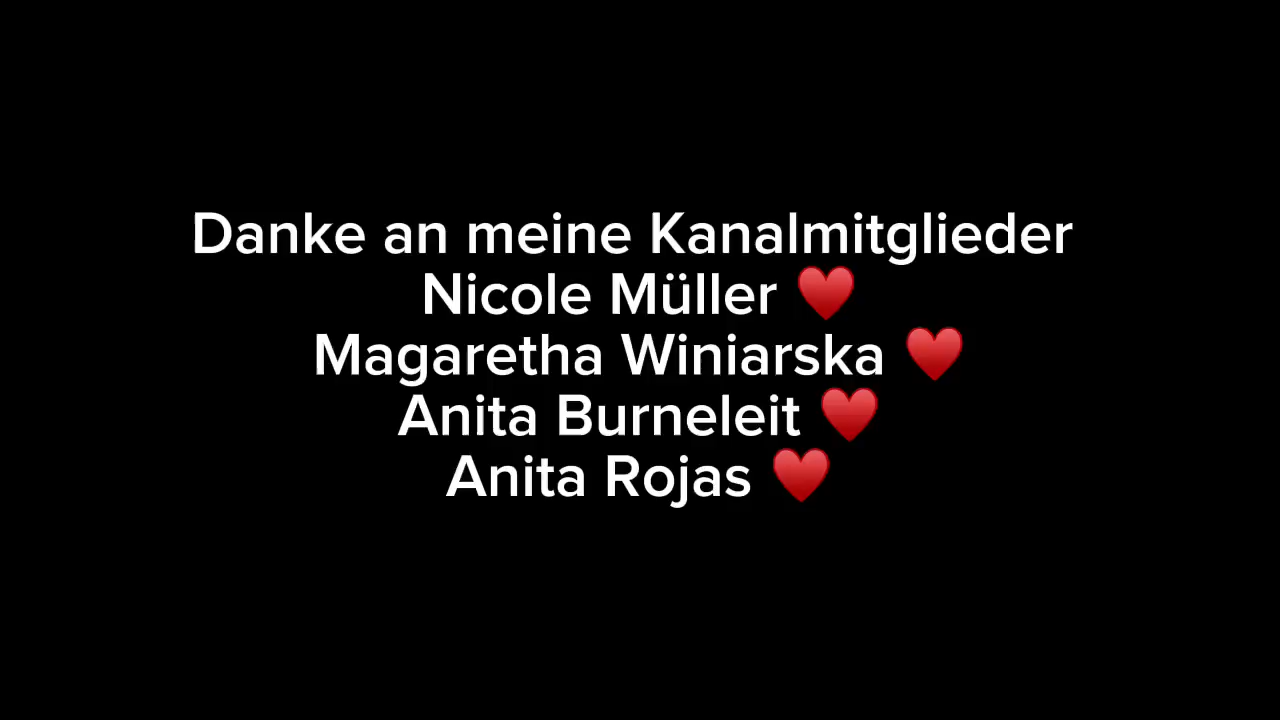 Danke an meine Kanalmitglieder
Nicole Müller ♥️
Magaretha Winiarska ♥️
Anita Burneleit ♥️
Anita Rojas ♥️